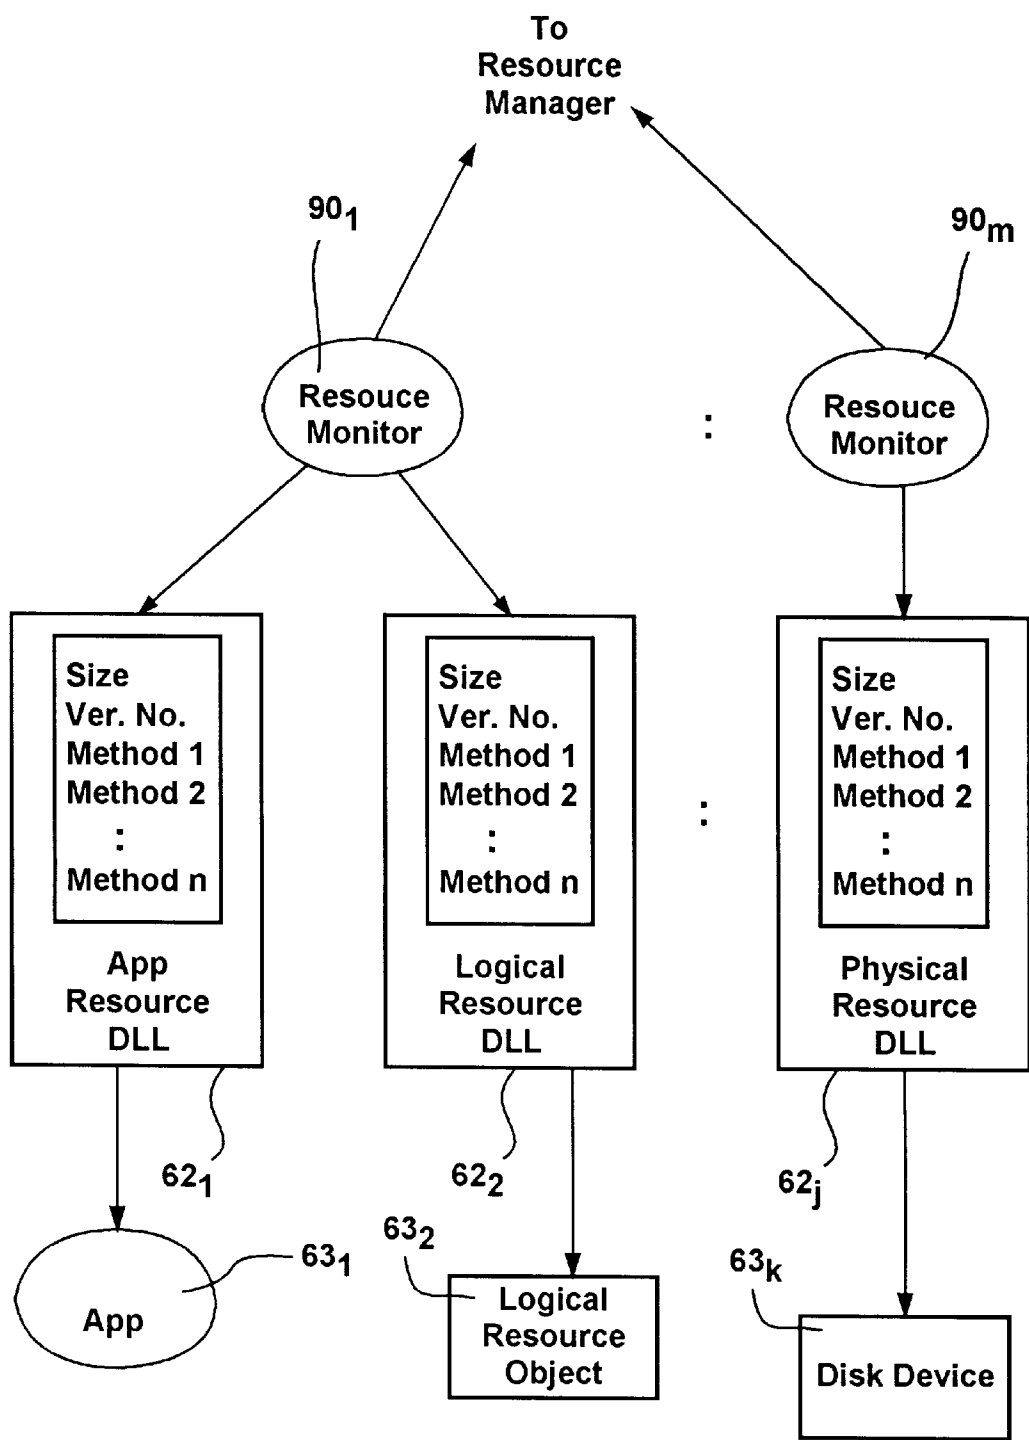 To
Resource
Manager
90₁
90ₘ
Resouce
Monitor
:
Resouce
Monitor
Size
Ver. No.
Method 1
Method 2
:
Method n
App
Resource
DLL
Size
Ver. No.
Method 1
Method 2
:
Method n
Logical
Resource
DLL
:
Size
Ver. No.
Method 1
Method 2
:
Method n
Physical
Resource
DLL
62₁
62₂
62ⱼ
63₁
App
63₂
Logical
Resource
Object
63ₖ
Disk Device